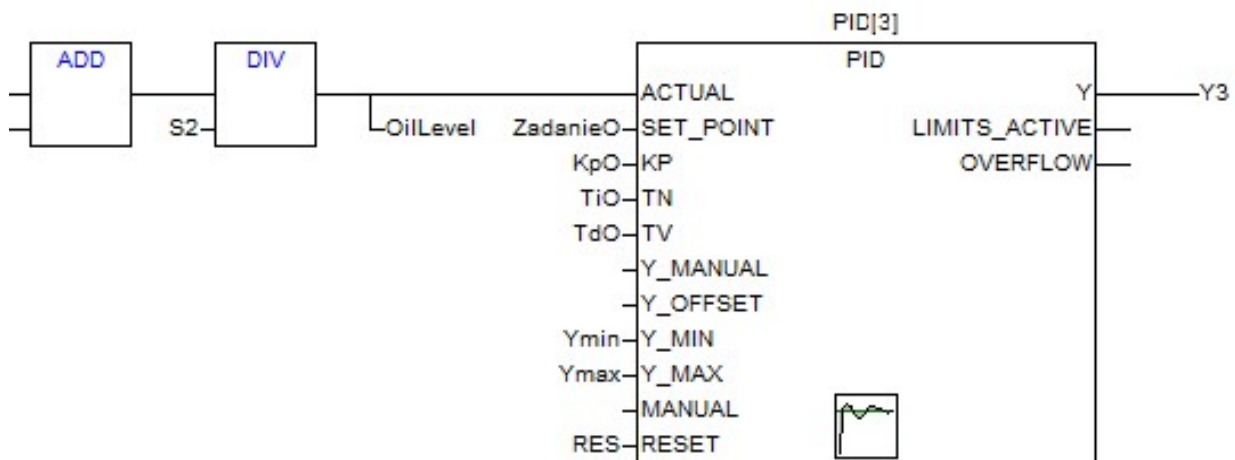 PID[3]
ADD DIV PID
ACTUAL Y Y3
S2 OilLevel ZadanieO SET_POINT LIMITS_ACTIVE
KpO KP OVERFLOW
TiO TN
TdO TV
Y_MANUAL
Y_OFFSET
Ymin Y_MIN
Ymax Y_MAX
MANUAL
RES RESET